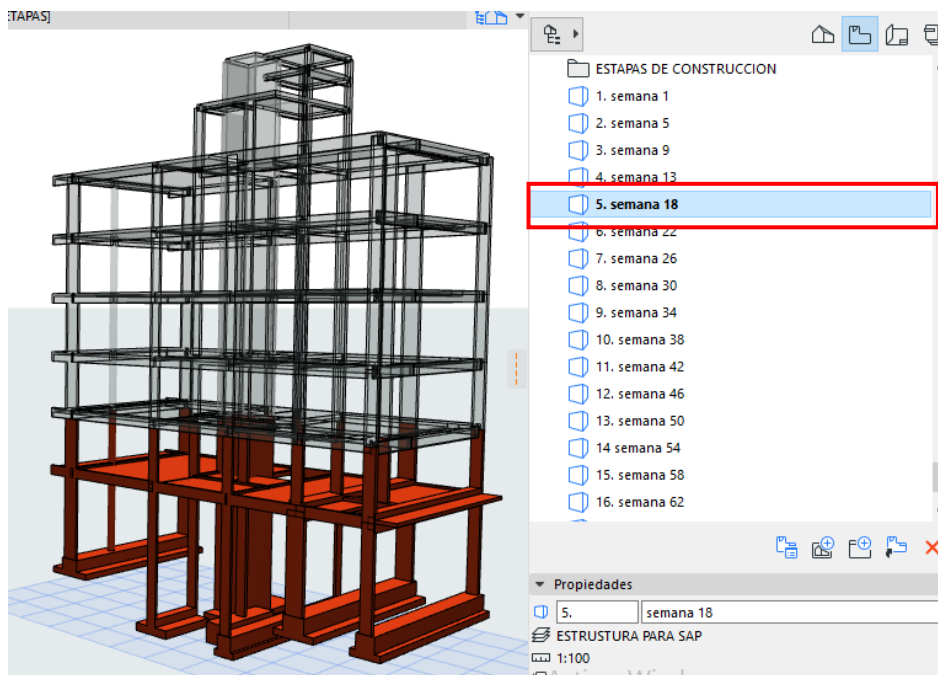 ETAPAS]
ESTAPAS DE CONSTRUCCION
1. semana 1
2. semana 5
3. semana 9
4. semana 13
5. semana 18
6. semana 22
7. semana 26
8. semana 30
9. semana 34
10. semana 38
11. semana 42
12. semana 46
13. semana 50
14 semana 54
15. semana 58
16. semana 62
Propiedades
5. semana 18
ESTRUCTURA PARA SAP
1:100